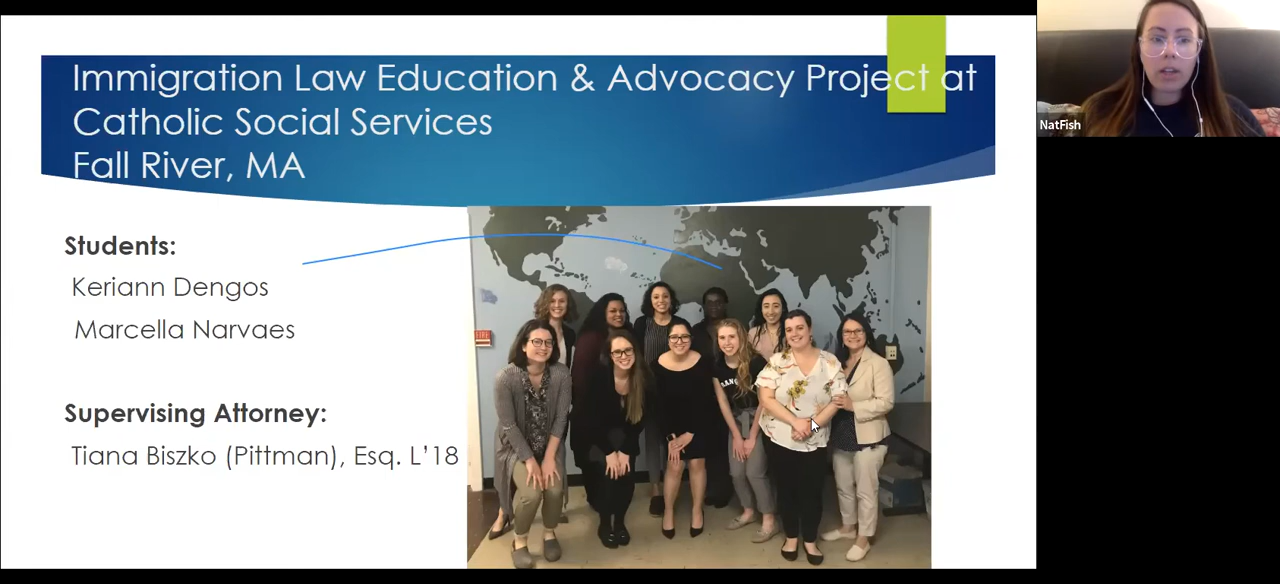 Immigration Law Education & Advocacy Project at
Catholic Social Services
Fall River, MA
NatFish
Students:
Keriann Dengos
Marcella Narvaes
Supervising Attorney:
Tiana Biszko (Pittman), Esq. L’18
FIRE